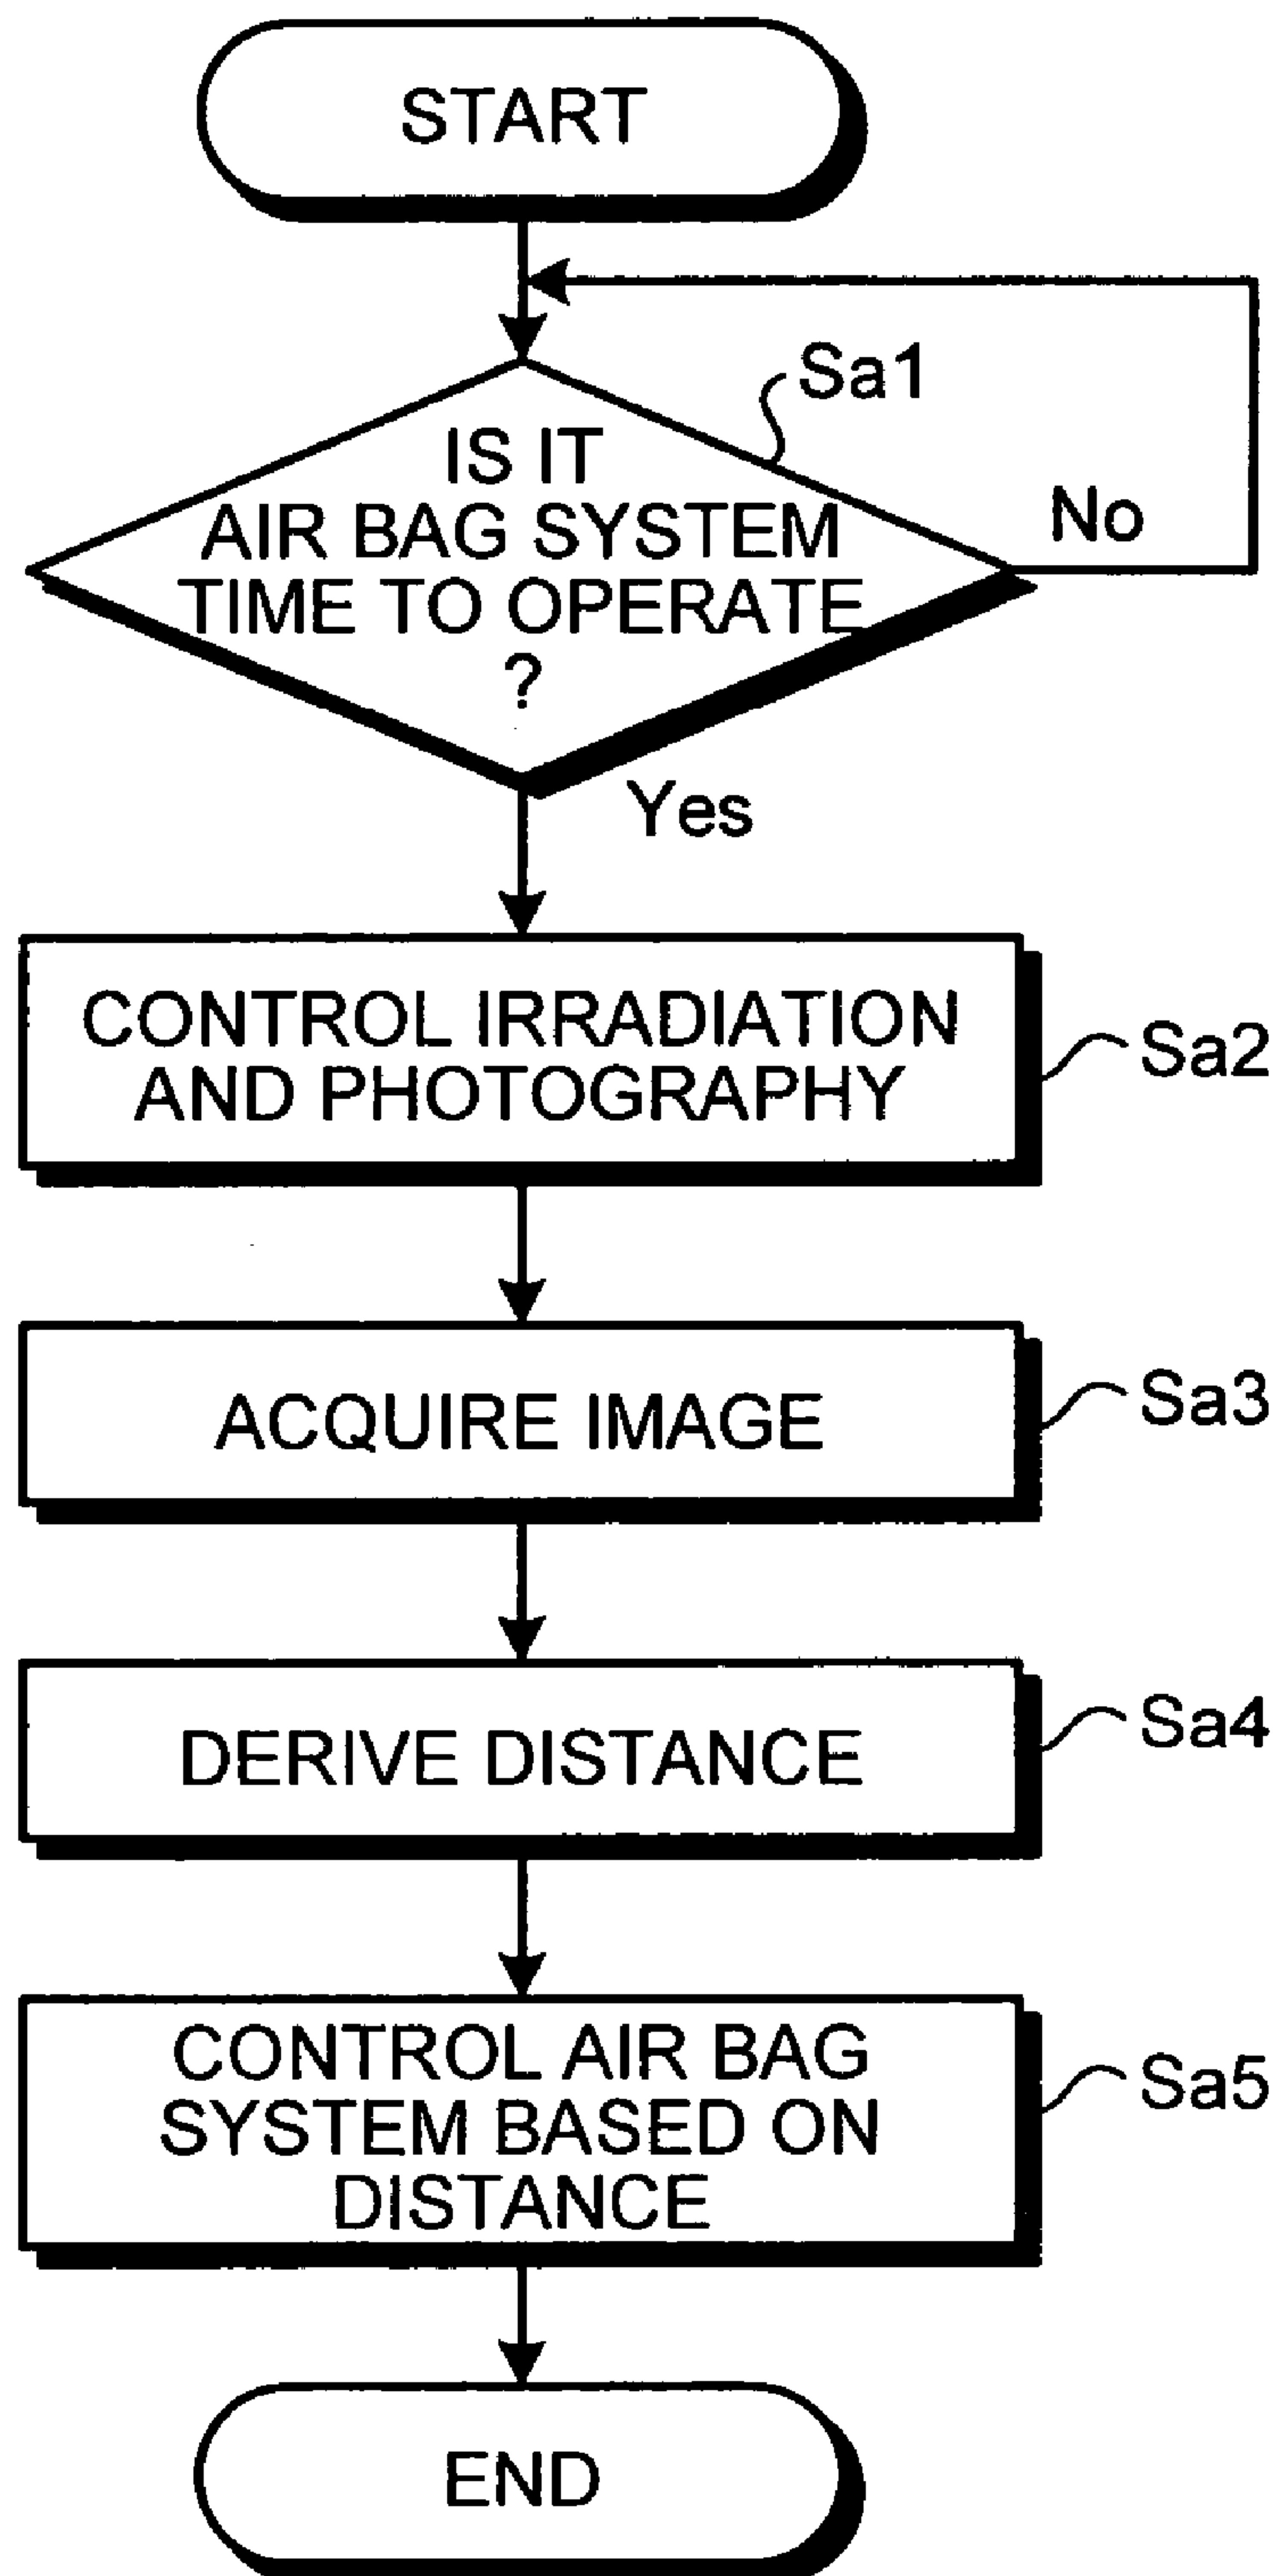 START
Sa1
IS IT
AIR BAG SYSTEM
TIME TO OPERATE
?
No
Yes
CONTROL IRRADIATION
AND PHOTOGRAPHY
Sa2
ACQUIRE IMAGE
Sa3
DERIVE DISTANCE
Sa4
CONTROL AIR BAG
SYSTEM BASED ON
DISTANCE
Sa5
END